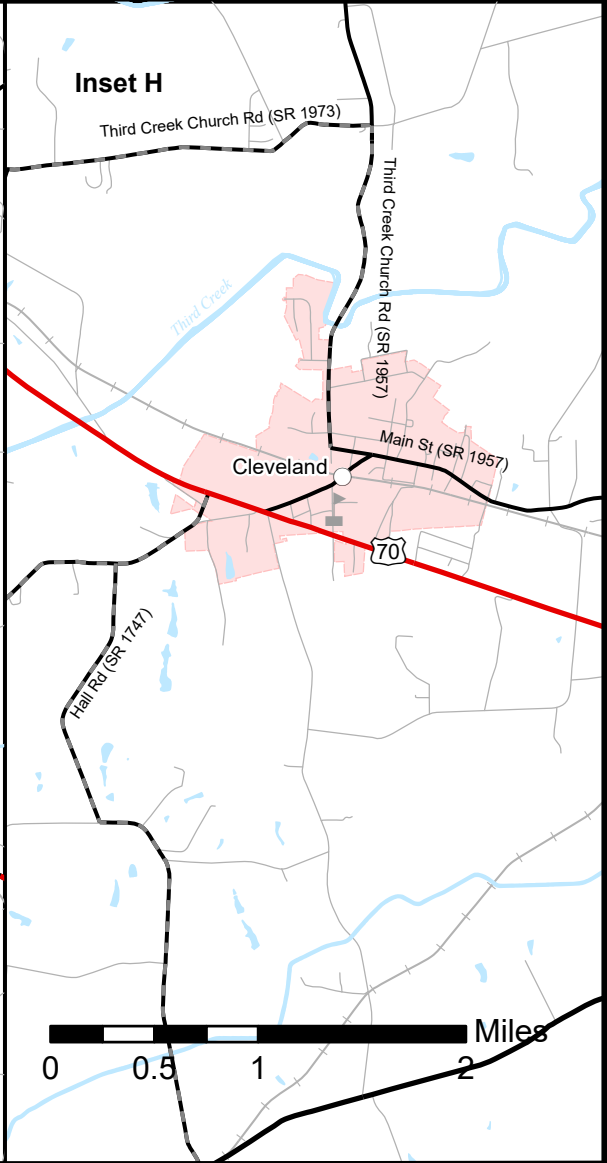 Inset H
Third Creek Church Rd (SR 1973)
Third Creek Church Rd (SR 1957)
Third Creek
Main St (SR 1957)
Cleveland
70
Hall Rd (SR 1747)
Miles
0 0.5 1 2